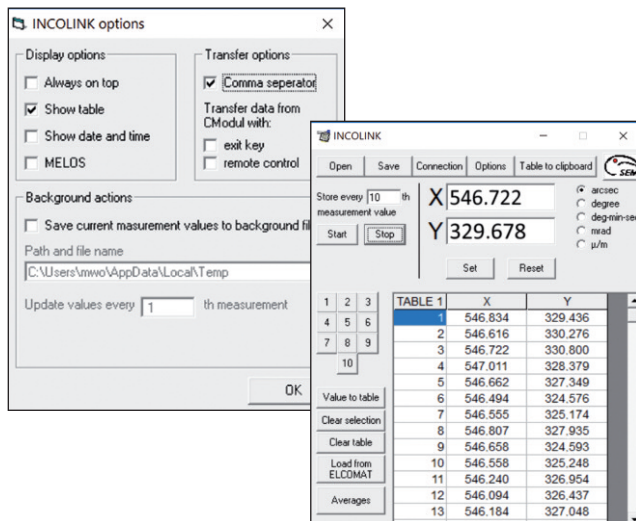 INCOLINK options
Display options
Always on top
Show table
Show date and time
MELOS
Transfer options
Comma seperator
Transfer data from
CModul with:
exit key
remote control
Background actions
Save current masurement values to background fil
Path and file name
C:\Users\mwo\AppData\Local\Temp
Update values every 1 th measurement
OK
INCOLINK
Open Save Connection Options Table to clipboard
Store every 10 th
measurement value
Start Stop
X 546.722
Y 329.678
Set Reset
arcsec
degree
deg-min-sec
mrad
µ/m
1 2 3
4 5 6
7 8 9
10
Value to table
Clear selection
Clear table
Load from
ELCOMAT
Averages
TABLE 1 X Y
1 546.834 329.436
2 546.616 330.276
3 546.722 330.800
4 547.011 328.379
5 546.662 327.349
6 546.494 324.576
7 546.555 325.174
8 546.807 327.935
9 546.658 324.593
10 546.558 325.248
11 546.240 326.954
12 546.094 326.437
13 546.184 327.048